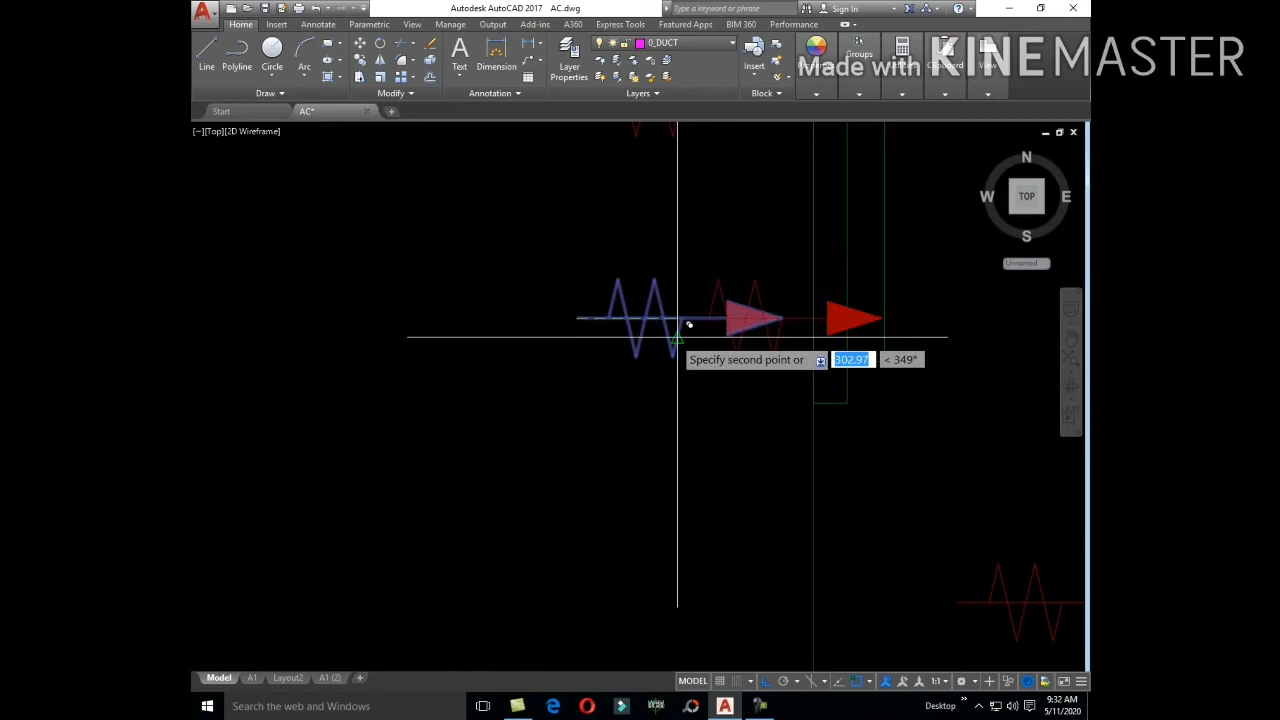 Autodesk AutoCAD 2017 AC.dwg
Type a keyword or phrase
Sign In
Home Insert Annotate Parametric View Manage Output Add-ins A360 Express Tools Featured Apps BIM 360 Performance
Line Polyline Circle Arc
Text Dimension
Layer
Properties
0_DUCT
Insert
Groups
Made with KINEMASTER
Draw Modify Annotation Layers Block
Start AC*
[−][Top][2D Wireframe]
N
W TOP E
S
Unnamed
Specify second point or 302.97 < 349°
Model A1 Layout2 A1 (2)
MODEL 1:1
Search the web and Windows
Desktop
9:32 AM
5/11/2020